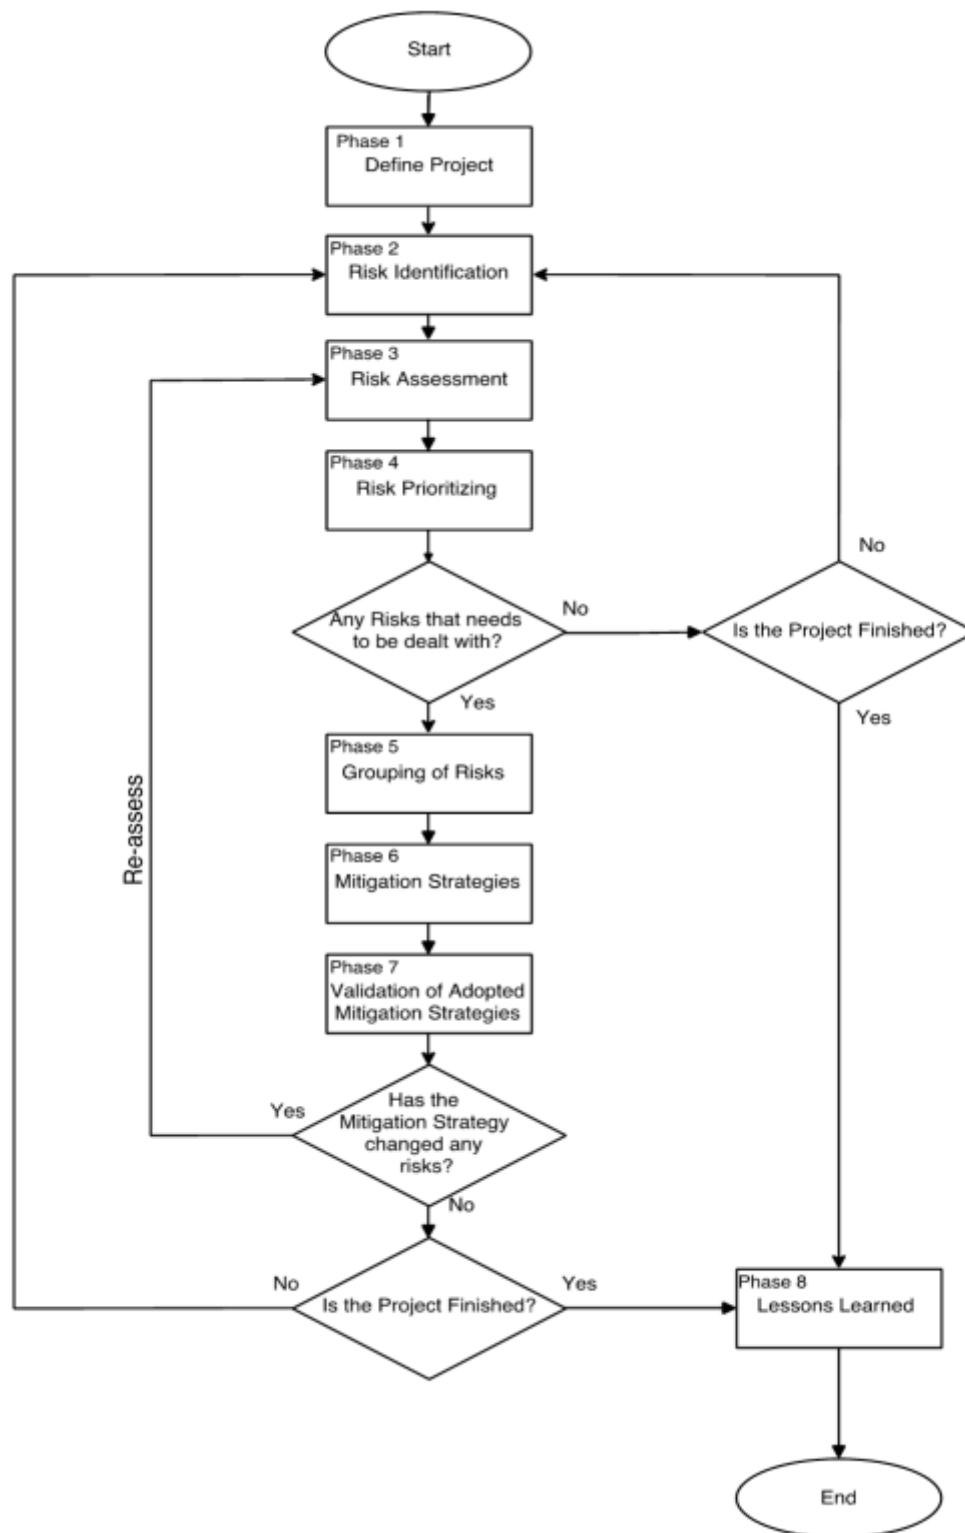 Start
Phase 1
Define Project
Phase 2
Risk Identification
Phase 3
Risk Assessment
Phase 4
Risk Prioritizing
No
Any Risks that needs
to be dealt with?
No
Is the Project Finished?
Yes
Yes
Phase 5
Grouping of Risks
Re-assess
Phase 6
Mitigation Strategies
Phase 7
Validation of Adopted
Mitigation Strategies
Has the
Mitigation Strategy
changed any
risks?
Yes
No
Is the Project Finished?
No
Yes
Phase 8
Lessons Learned
End